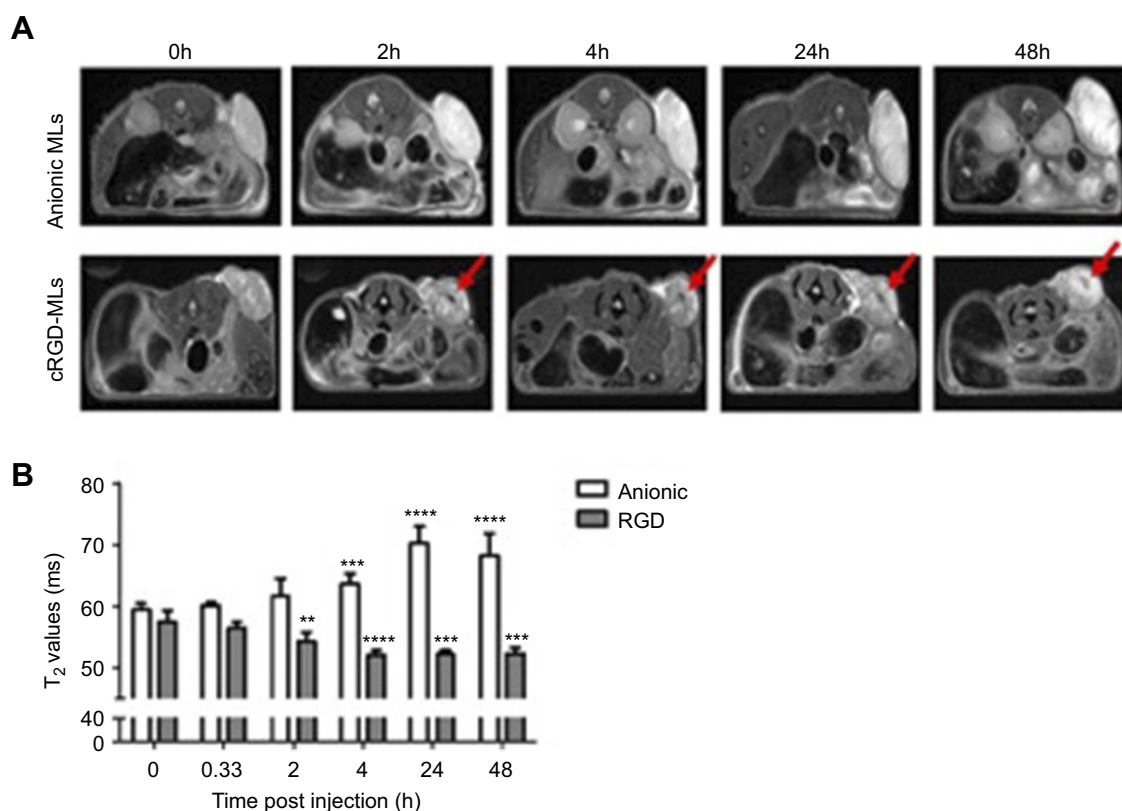 A
0h 2h 4h 24h 48h
Anionic MLs
cRGD-MLs
B
80
70
60
50
40
0
T2 values (ms)
**** ****
***
**
**** *** ***
Anionic
RGD
0 0.33 2 4 24 48
Time post injection (h)